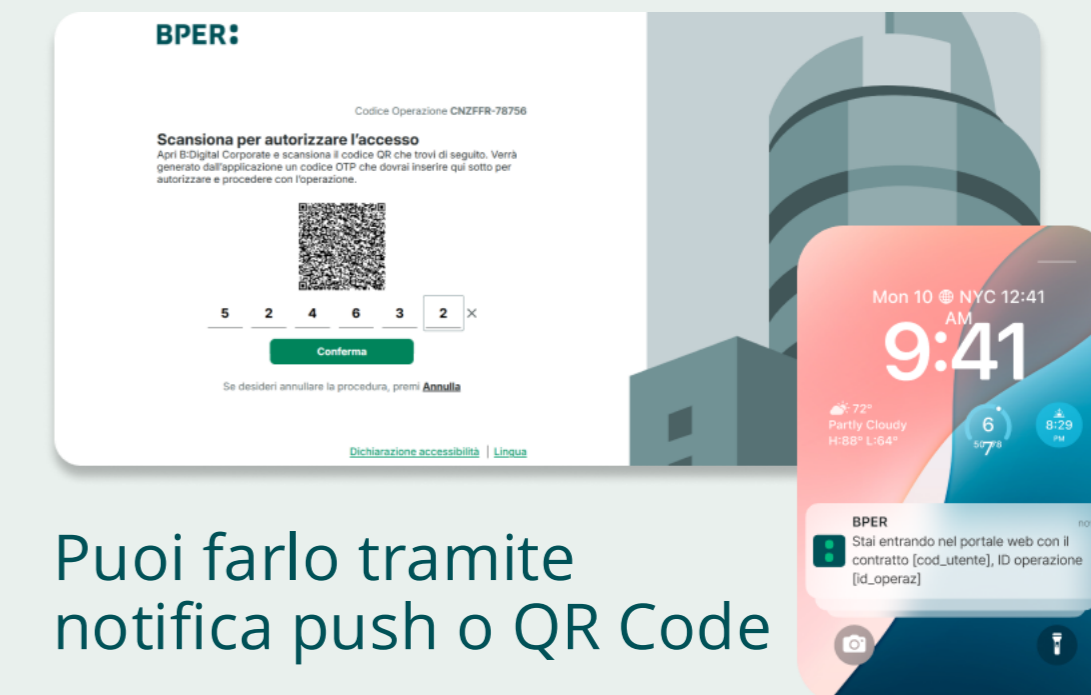 BPER:
Codice Operazione CNZFFR-78756
Scansiona per autorizzare l'accesso
Apri B:Digital Corporate e scansiona il codice QR che trovi di seguito. Verrà
generato dall'applicazione un codice OTP che dovrai inserire qui sotto per
autorizzare e procedere con l'operazione.
5 2 4 6 3 2
Conferma
Se desideri annullare la procedura, premi Annulla
Dichiarazione accessibilità | Lingua
Mon 10 NYC 12:41
AM
9:41
72°
Partly Cloudy
H:88° L:64°
67
50 78
8:29
PM
BPER
Stai entrando nel portale web con il
contratto [cod_utente], ID operazione
[id_operaz]
Puoi farlo tramite
notifica push o QR Code